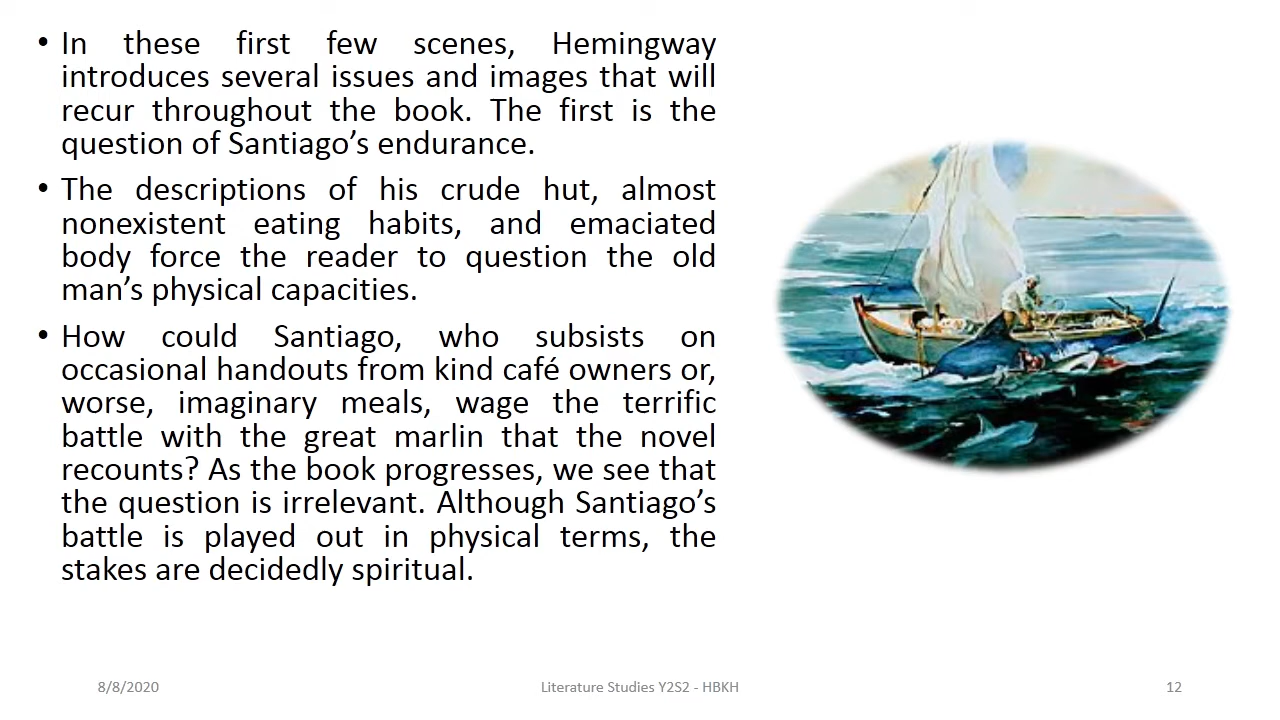 • In these first few scenes, Hemingway
introduces several issues and images that will
recur throughout the book. The first is the
question of Santiago’s endurance.
• The descriptions of his crude hut, almost
nonexistent eating habits, and emaciated
body force the reader to question the old
man’s physical capacities.
• How could Santiago, who subsists on
occasional handouts from kind café owners or,
worse, imaginary meals, wage the terrific
battle with the great marlin that the novel
recounts? As the book progresses, we see that
the question is irrelevant. Although Santiago’s
battle is played out in physical terms, the
stakes are decidedly spiritual.
8/8/2020
Literature Studies Y2S2 - HBKH
12